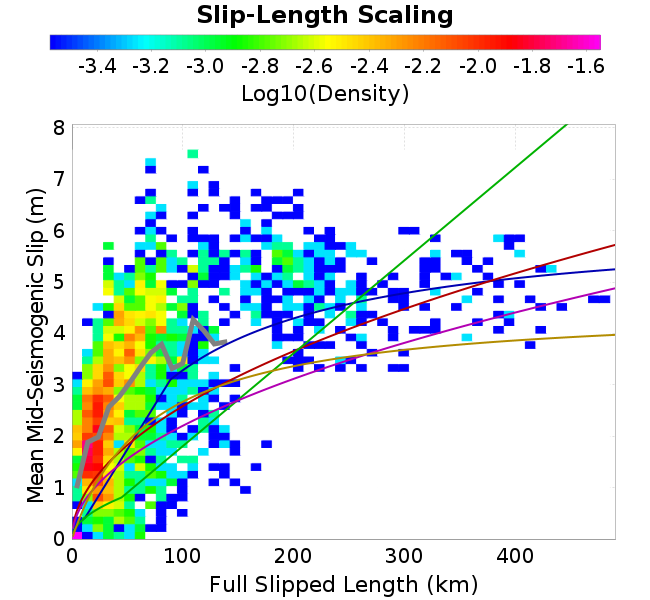 Slip-Length Scaling
-3.4 -3.2 -3.0 -2.8 -2.6 -2.4 -2.2 -2.0 -1.8 -1.6
Log10(Density)
Mean Mid-Seismogenic Slip (m)
8
7
6
5
4
3
2
1
0
0 100 200 300 400
Full Slipped Length (km)